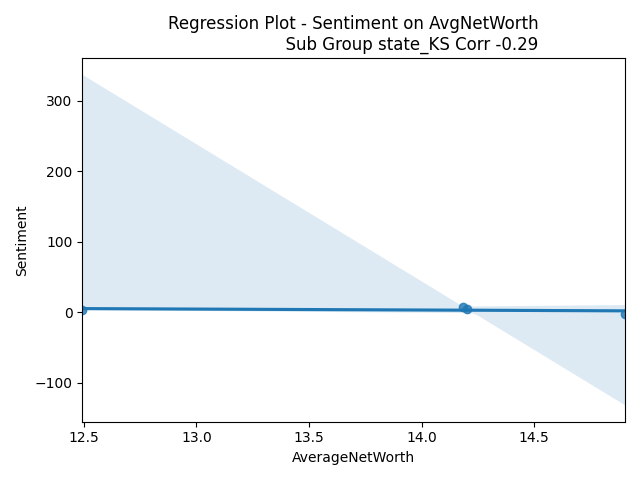 Regression Plot - Sentiment on AvgNetWorth
Sub Group state_KS Corr -0.29
300
200
100
0
−100
Sentiment
12.5 13.0 13.5 14.0 14.5
AverageNetWorth